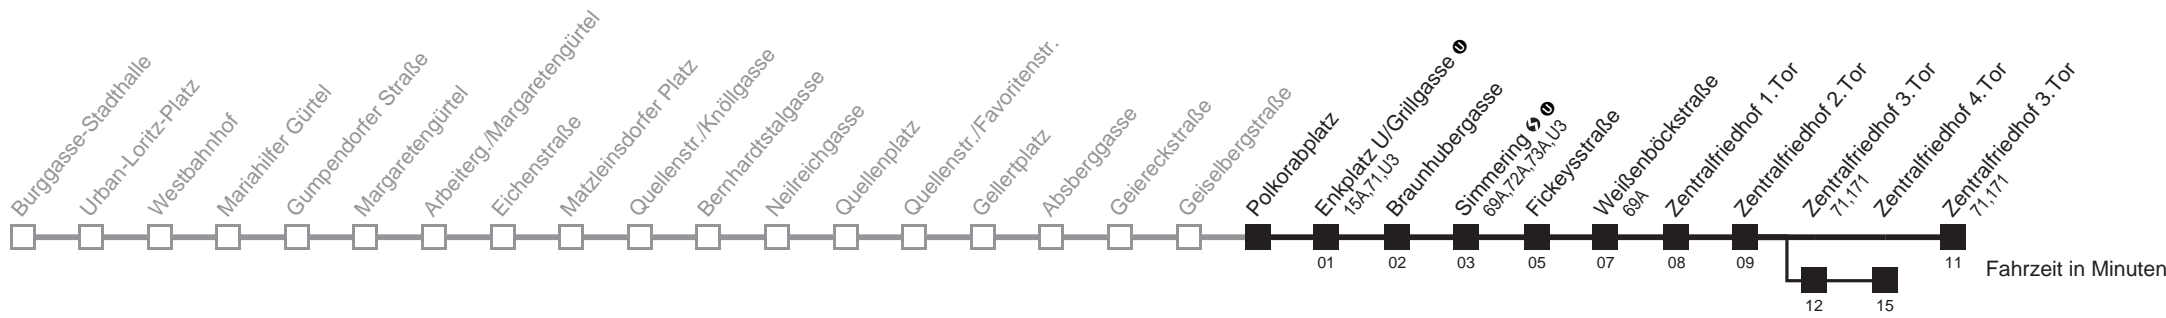 Burggasse-Stadthalle
Urban-Loritz-Platz
Westbahnhof
Mariahilfer Gürtel
Gumpendorfer Straße
Margaretengürtel
Arbeiterg./Margaretengürtel
Eichenstraße
Matzleinsdorfer Platz
Quellenstr./Knöllgasse
Bernhardtstalgasse
Neilreichgasse
Quellenplatz
Quellenstr./Favoritenstr.
Gellertplatz
Absberggasse
Geiereckstraße
Geiselbergstraße
Polkorabplatz
Enkplatz U/Grillgasse U
15A,71,U3
Braunhubergasse
Simmering S U
69A,72A,73A,U3
Fickeysstraße
Weißenböckstraße
69A
Zentralfriedhof 1.Tor
Zentralfriedhof 2.Tor
Zentralfriedhof 3.Tor
71,171
Zentralfriedhof 4.Tor
Zentralfriedhof 3.Tor
71,171
01 02 03 05 07 08 09 11
Fahrzeit in Minuten
12 15